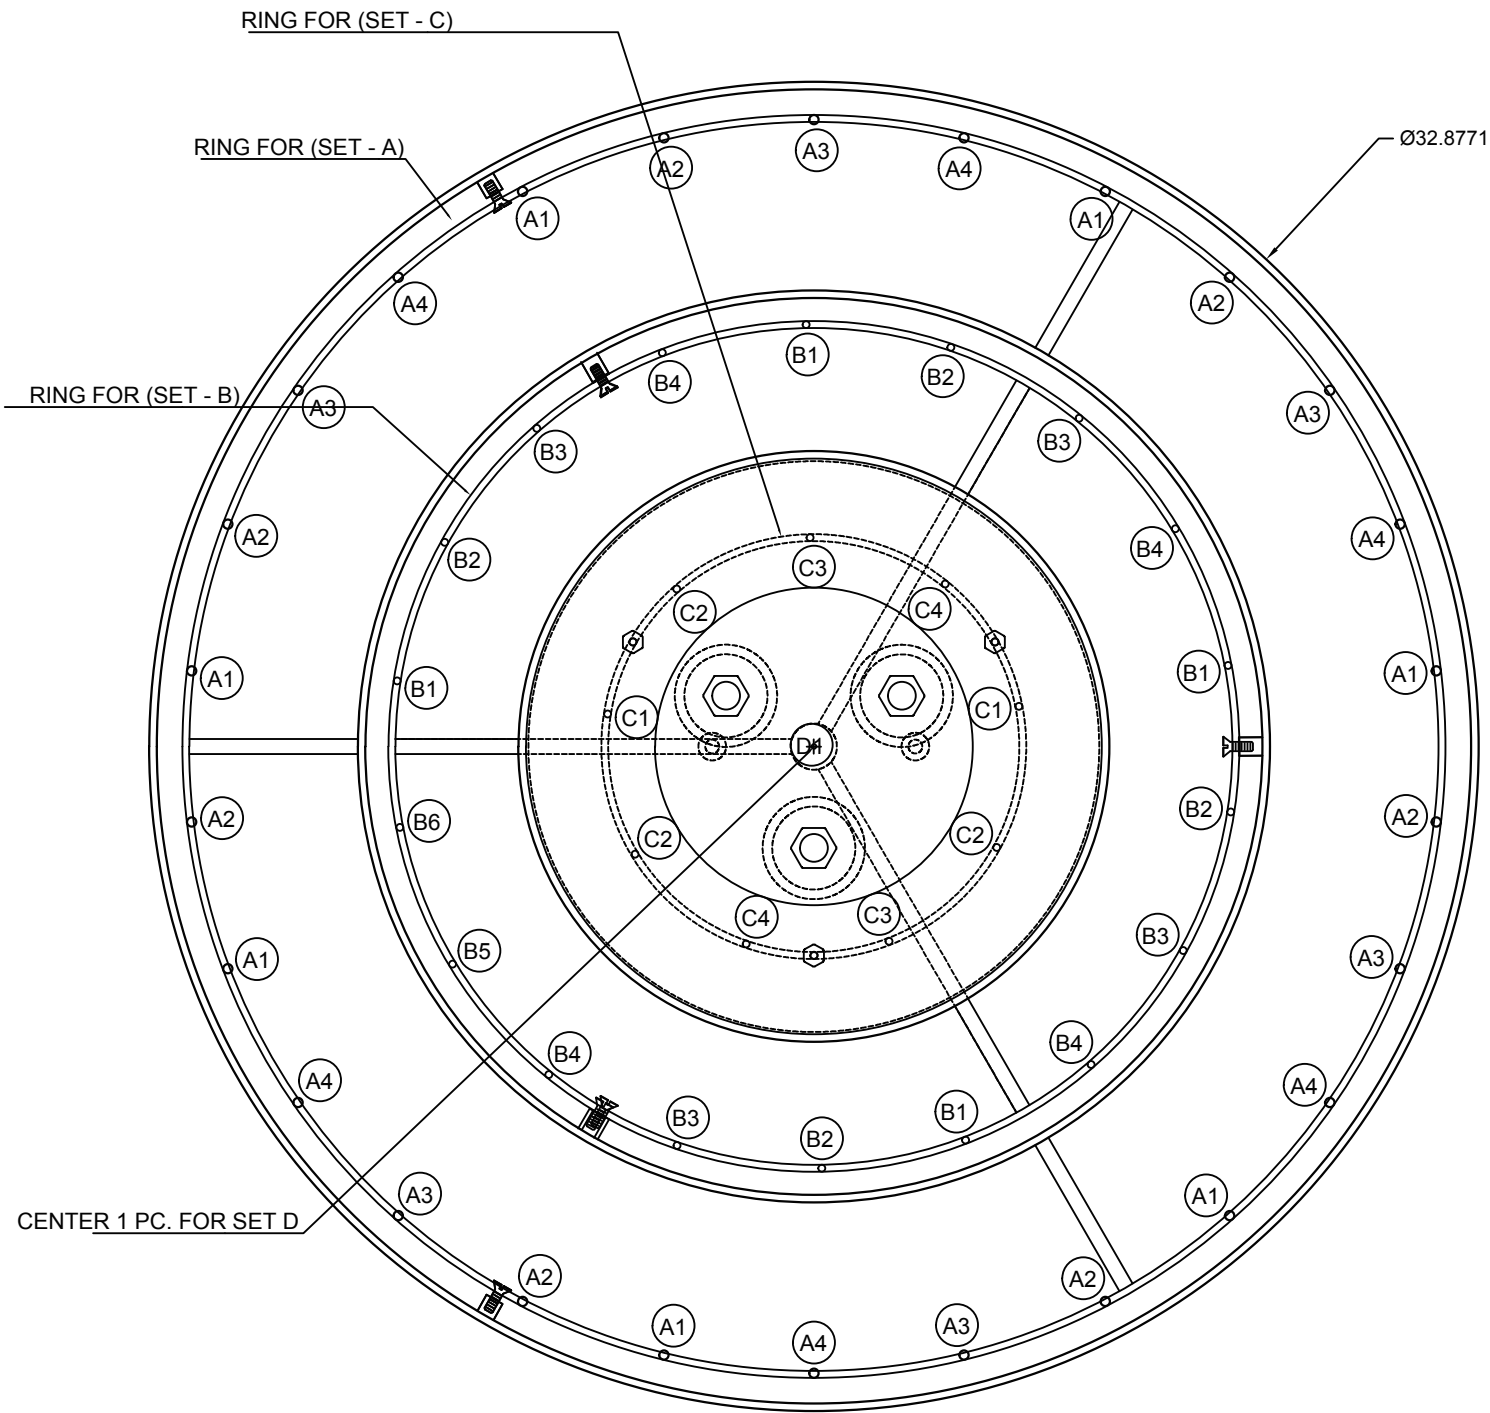 RING FOR (SET - C)
RING FOR (SET - A)
Ø32.8771
A3
A2
A4
A1
A1
A4
A2
B1
B4
B2
RING FOR (SET - B)
A3
A3
B3
B3
A2
A4
B2
B4
C3
C2
C4
A1
A1
B1
B1
C1
C1
A2
B6
B2
A2
C2
C2
C4
C3
A1
B5
B3
A3
B4
B4
A4
A4
B3
B2
B1
A3
A1
CENTER 1 PC. FOR SET D
A2
A2
A1
A4
A3